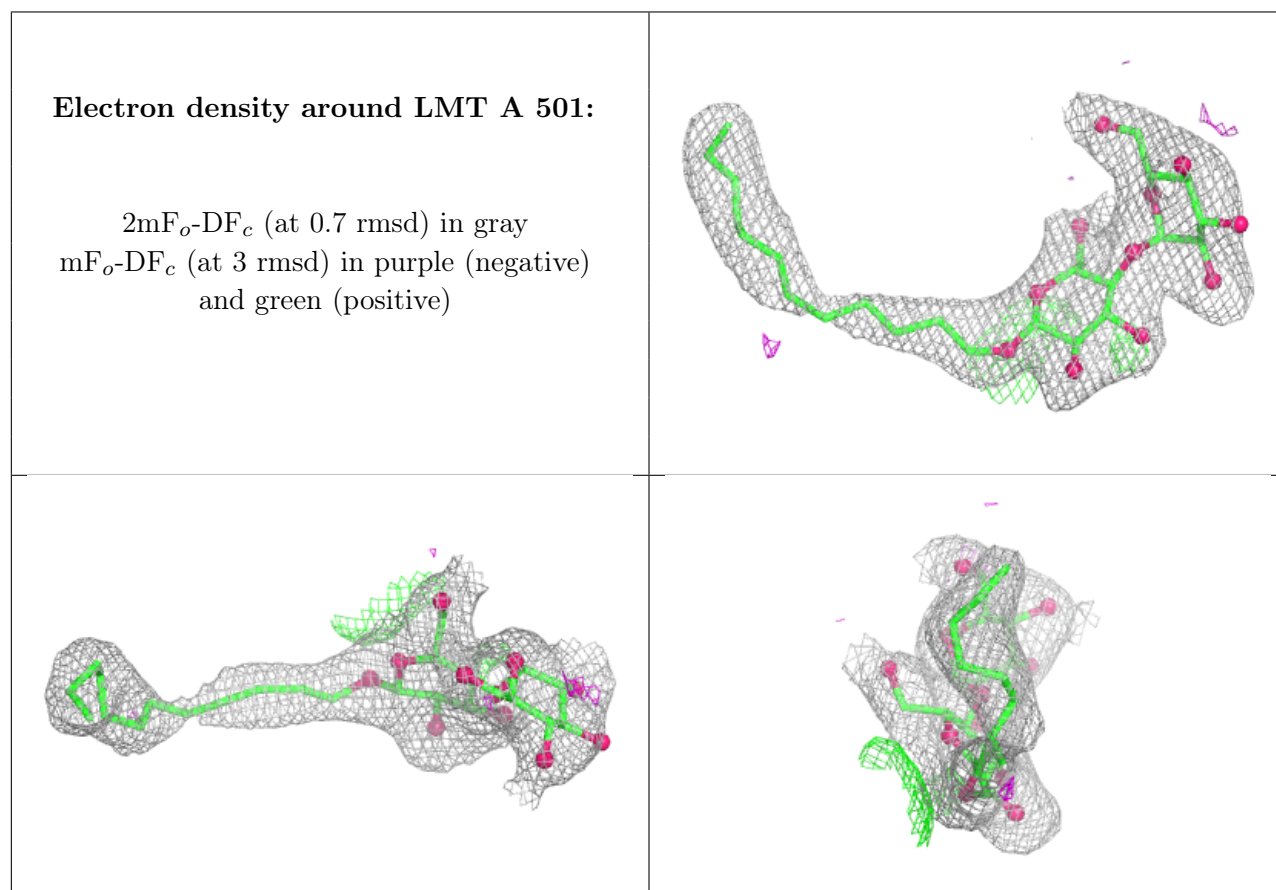 Electron density around LMT A 501:
2mFₒ-DF𝒸 (at 0.7 rmsd) in gray
mFₒ-DF𝒸 (at 3 rmsd) in purple (negative)
and green (positive)